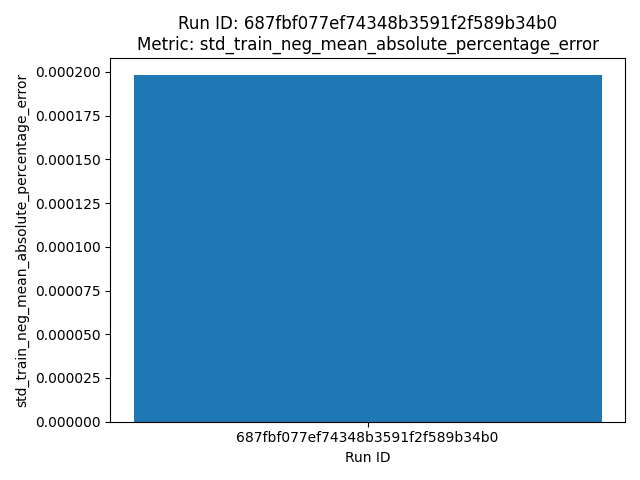 Run ID: 687fbf077ef74348b3591f2f589b34b0
Metric: std_train_neg_mean_absolute_percentage_error
std_train_neg_mean_absolute_percentage_error
0.000200
0.000175
0.000150
0.000125
0.000100
0.000075
0.000050
0.000025
0.000000
687fbf077ef74348b3591f2f589b34b0
Run ID